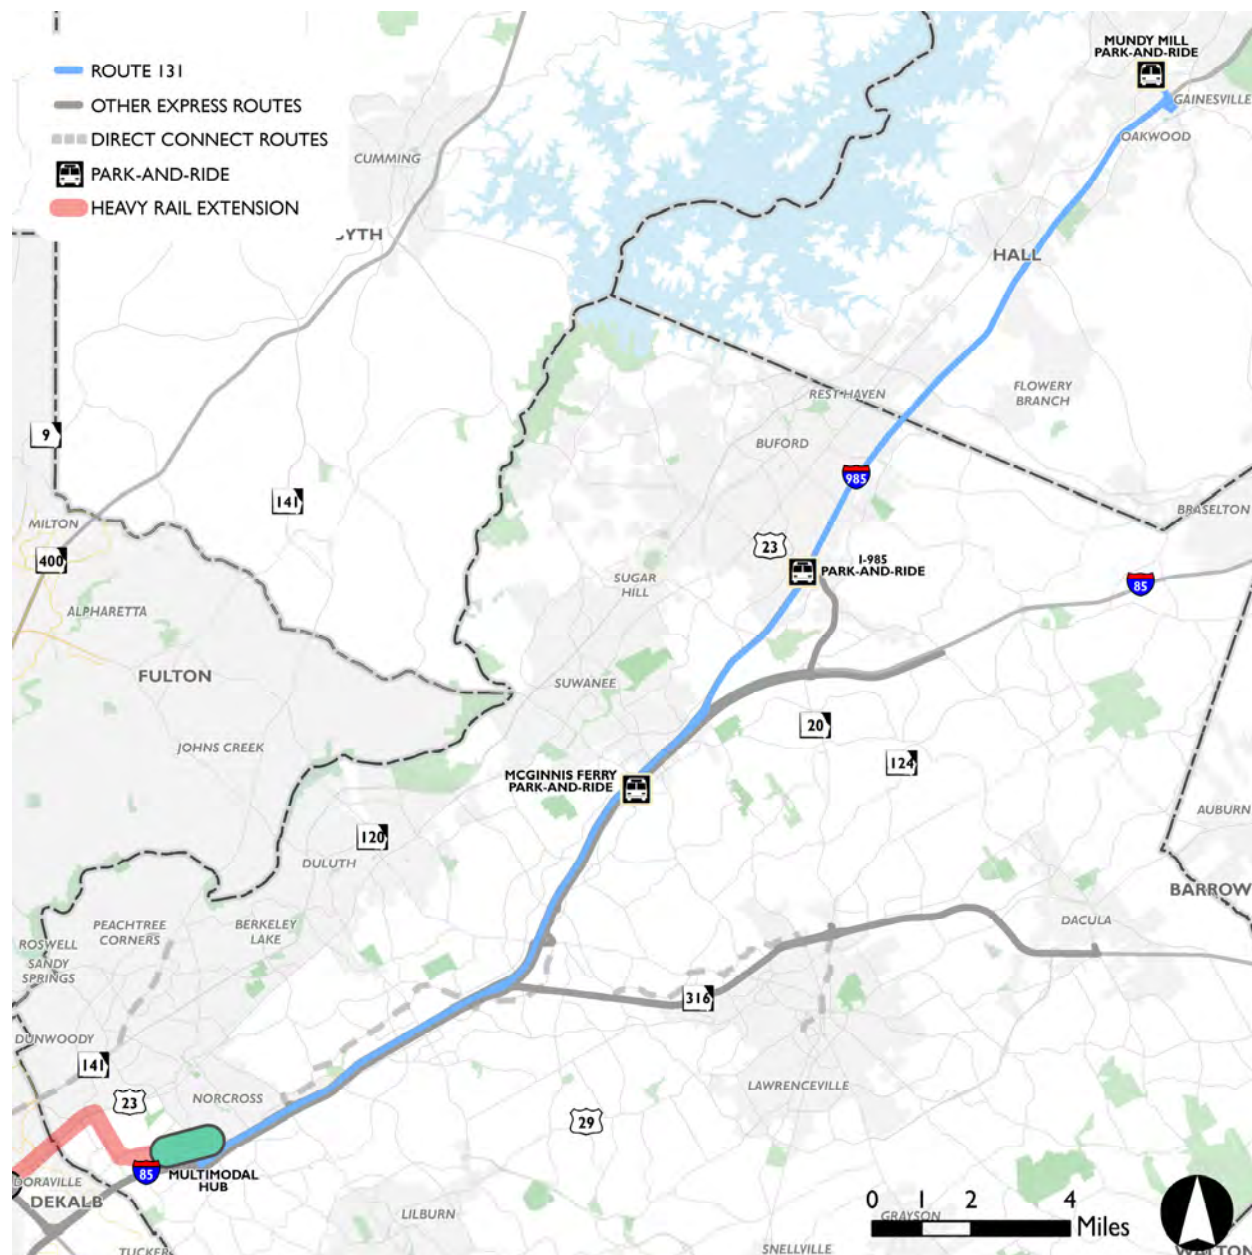 MUNDY MILL
PARK-AND-RIDE
GAINESVILLE
OAKWOOD
ROUTE 131
OTHER EXPRESS ROUTES
DIRECT CONNECT ROUTES
PARK-AND-RIDE
HEAVY RAIL EXTENSION
CUMMING
YTH
HALL
FLOWERY
BRANCH
REST HAVEN
BUFORD
9
985
141
BRASELTON
MILTON
23
400
I-985
PARK-AND-RIDE
SUGAR
HILL
85
ALPHARETTA
FULTON
SUWANEE
20
JOHNS CREEK
124
MCGINNIS FERRY
PARK-AND-RIDE
AUBURN
120
DULUTH
BARROW
PEACHTREE
CORNERS
BERKELEY
LAKE
DACULA
ROSWELL
SANDY
SPRINGS
316
DUNWOODY
141
23
NORCROSS
LAWRENCEVILLE
29
85
MULTIMODAL
HUB
DORAVILLE
DEKALB
LILBURN
TUCKER
0 1 2 4
Miles
GRAYSON
SNELLVILLE
WALTON